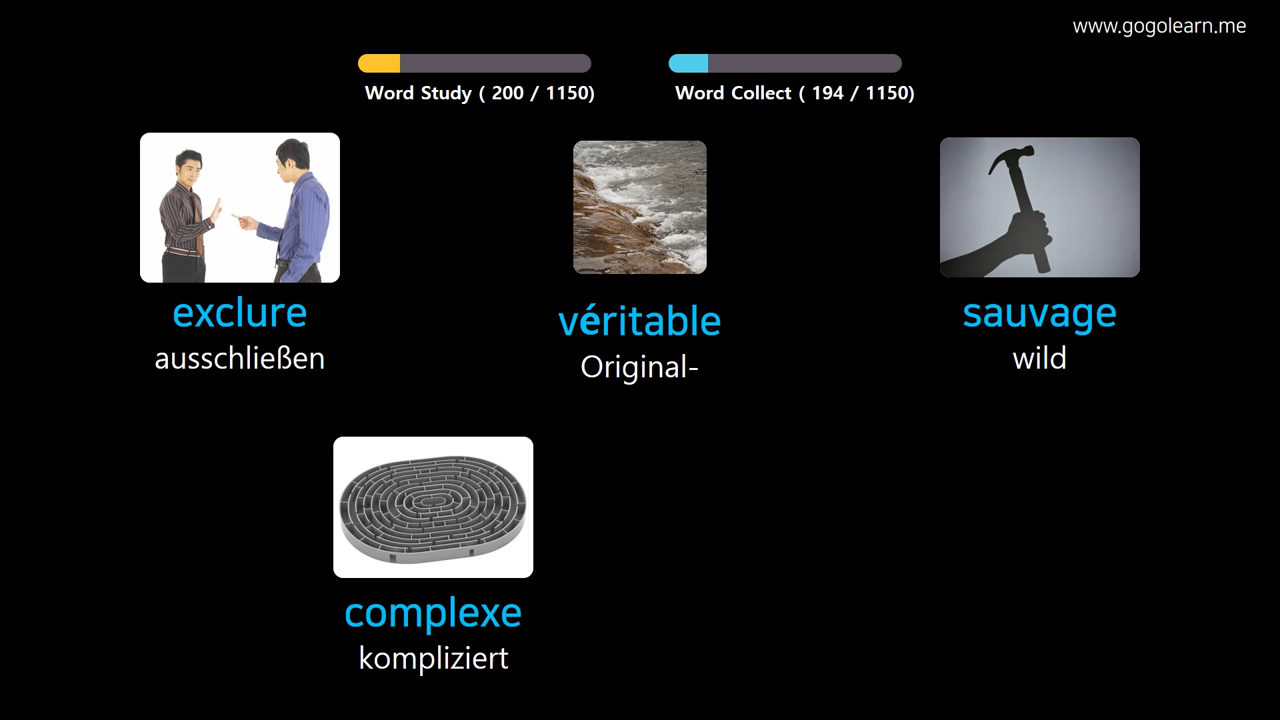 www.gogolearn.me
Word Study ( 200 / 1150)
Word Collect ( 194 / 1150)
exclure
ausschließen
véritable
Original-
sauvage
wild
complexe
kompliziert